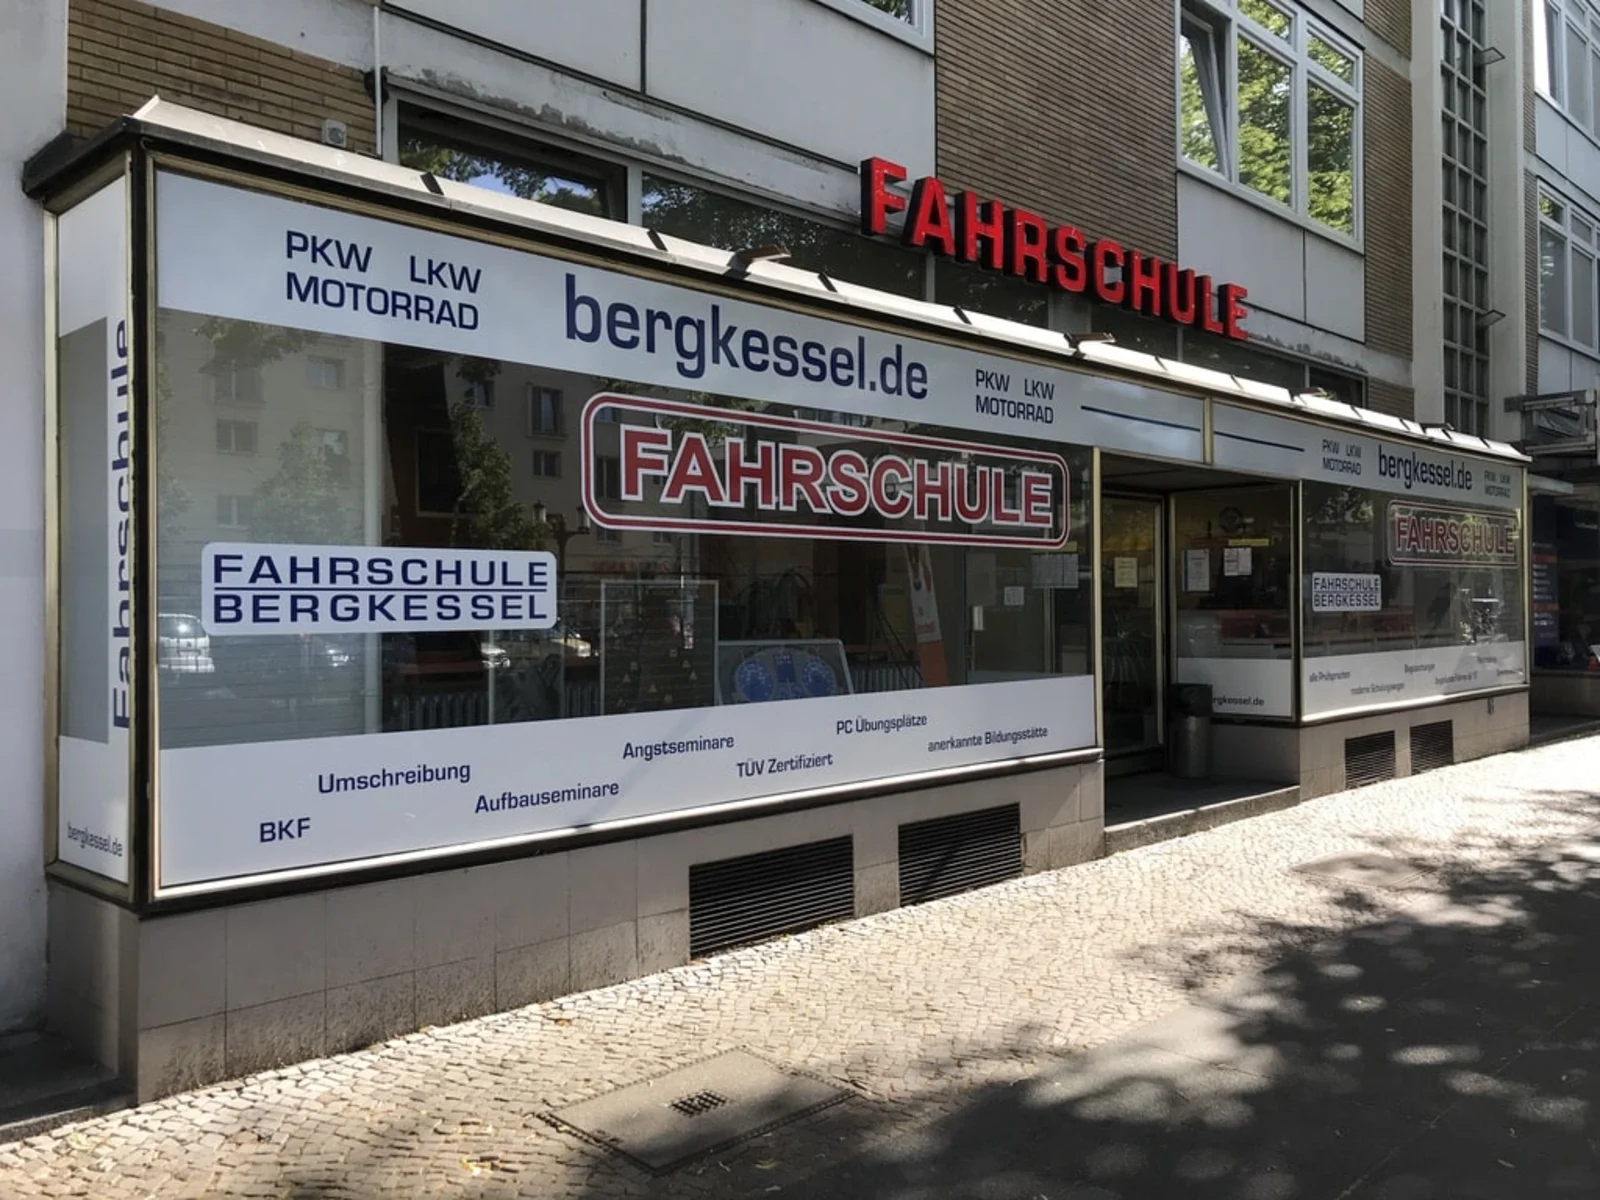 FAHRSCHULE
PKW LKW
MOTORRAD
bergkessel.de
PKW LKW
MOTORRAD
PKW LKW
MOTORRAD
bergkessel.de
PKW LKW
MOTORRAD
Fahrschule
FAHRSCHULE
FAHRSCHULE
FAHRSCHULE
BERGKESSEL
FAHRSCHULE
BERGKESSEL
Umschreibung
Angstseminare
PC Übungsplätze
BKF
Aufbauseminare
TÜV Zertifiziert
anerkannte Bildungsstätte
bergkessel.de
alle Prüfsprachen
moderne Schulungswagen